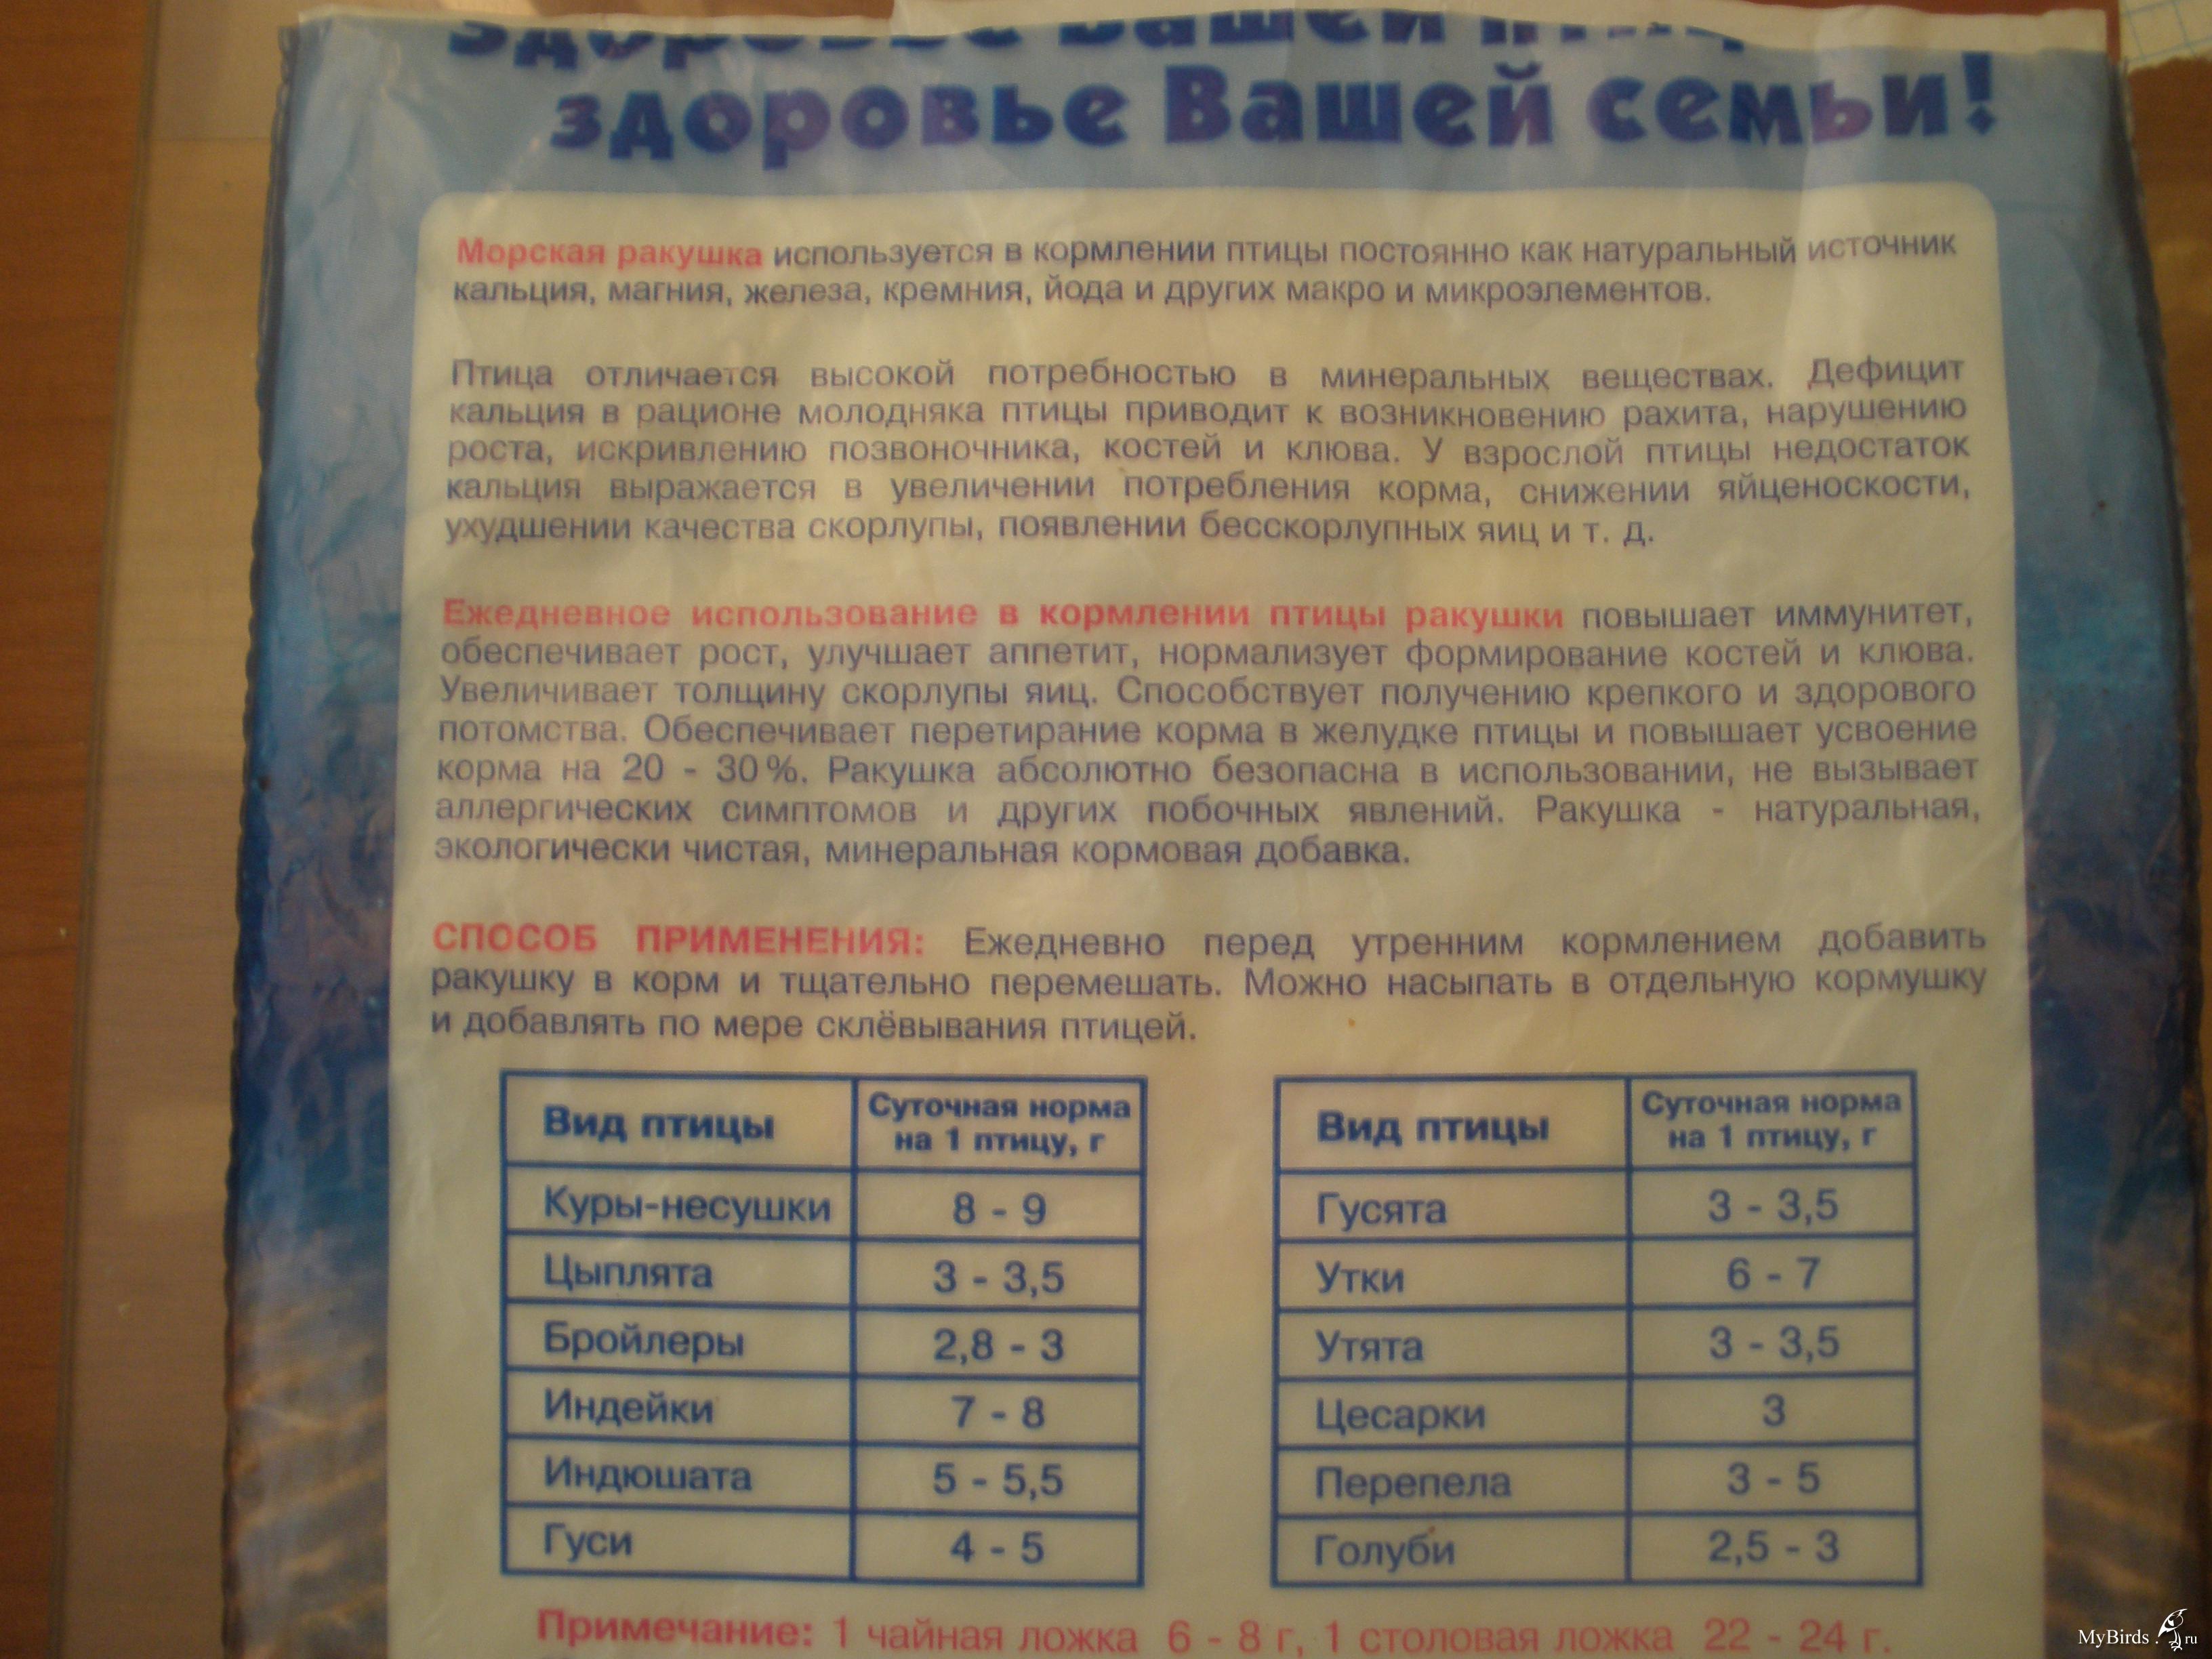 здоровье Вашей
здоровье Вашей семьи!
Морская ракушка используется в кормлении птицы постоянно как натуральный источник
кальция, магния, железа, кремния, йода и других макро и микроэлементов.
Птица отличается высокой потребностью в минеральных веществах. Дефицит
кальция в рационе молодняка птицы приводит к возникновению рахита, нарушению
роста, искривлению позвоночника, костей и клюва. У взрослой птицы недостаток
кальция выражается в увеличении потребления корма, снижении яйценоскости,
ухудшении качества скорлупы, появлении бесскорлупных яиц и т. д.
Ежедневное использование в кормлении птицы ракушки повышает иммунитет,
обеспечивает рост, улучшает аппетит, нормализует формирование костей и клюва.
Увеличивает толщину скорлупы яиц. Способствует получению крепкого и здорового
потомства. Обеспечивает перетирание корма в желудке птицы и повышает усвоение
корма на 20 - 30%. Ракушка абсолютно безопасна в использовании, не вызывает
аллергических симптомов и других побочных явлений. Ракушка - натуральная,
экологически чистая, минеральная кормовая добавка.
СПОСОБ ПРИМЕНЕНИЯ: Ежедневно перед утренним кормлением добавить
ракушку в корм и тщательно перемешать. Можно насыпать в отдельную кормушку
и добавлять по мере склёвывания птицей.
Вид птицы Суточная норма на 1 птицу, г
Куры-несушки 8 - 9
Цыплята 3 - 3,5
Бройлеры 2,8 - 3
Индейки 7 - 8
Индюшата 5 - 5,5
Гуси 4 - 5
Вид птицы Суточная норма на 1 птицу, г
Гусята 3 - 3,5
Утки 6 - 7
Утята 3 - 3,5
Цесарки 3
Перепела 3 - 5
Голуби 2,5 - 3
Примечание: 1 чайная ложка 6 - 8 г, 1 столовая ложка 22 - 24 г.
MyBirds.ru